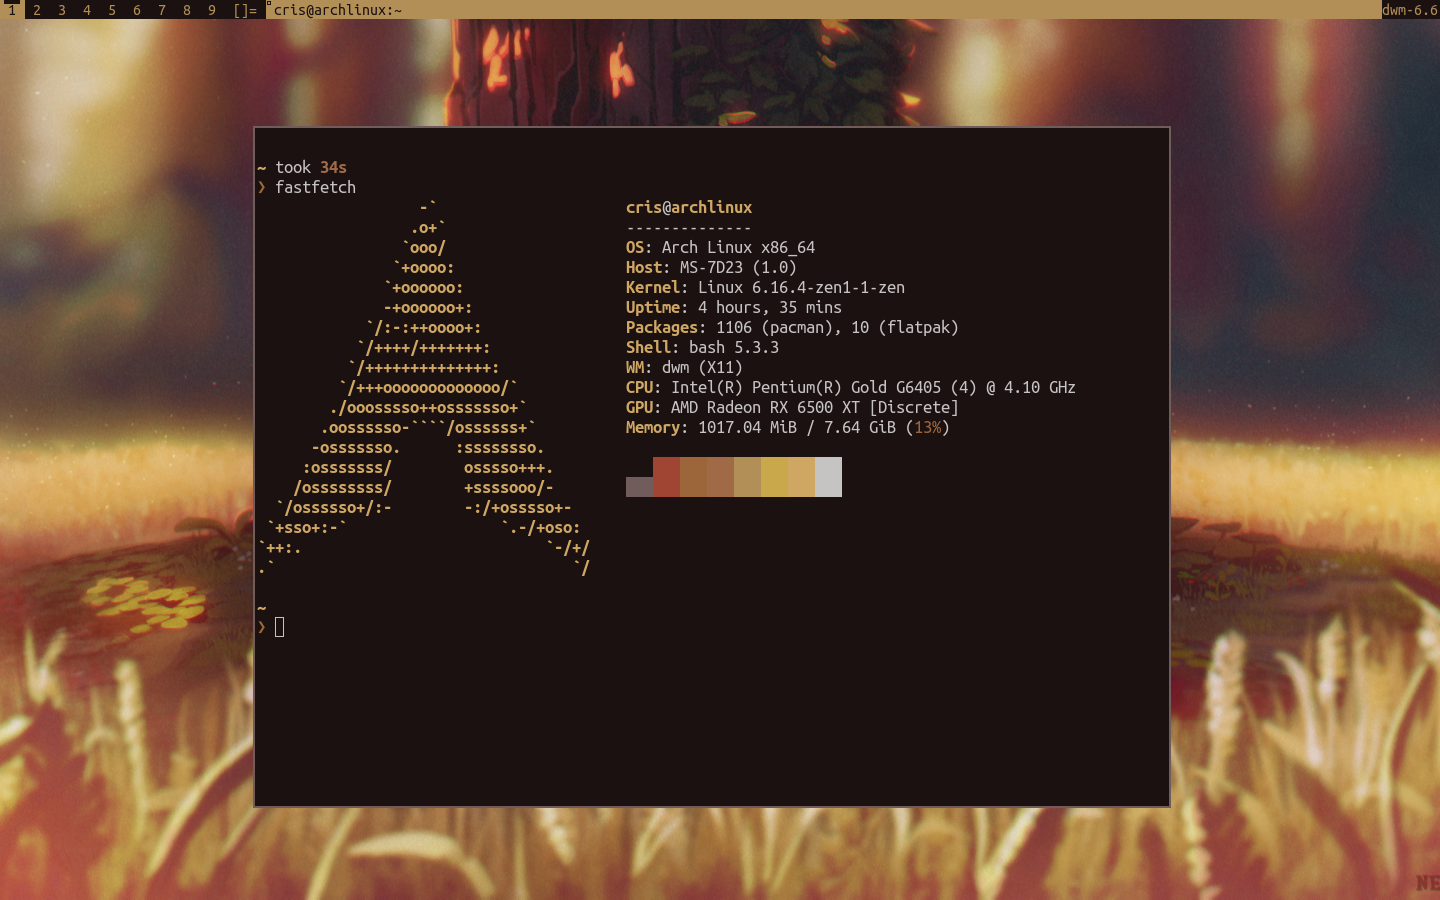 1 2 3 4 5 6 7 8 9 []= cris@archlinux:~ dwm-6.6
~ took 34s
❯ fastfetch
-` cris@archlinux
.o+` --------------
`ooo/ OS: Arch Linux x86_64
`+oooo: Host: MS-7D23 (1.0)
`+oooooo: Kernel: Linux 6.16.4-zen1-1-zen
-+oooooo+: Uptime: 4 hours, 35 mins
`/:-:++oooo+: Packages: 1106 (pacman), 10 (flatpak)
`/++++/+++++++: Shell: bash 5.3.3
`/++++++++++++++: WM: dwm (X11)
`/+++ooooooooooooo/` CPU: Intel(R) Pentium(R) Gold G6405 (4) @ 4.10 GHz
./ooosssso++osssssso+` GPU: AMD Radeon RX 6500 XT [Discrete]
.oossssso-````/ossssss+` Memory: 1017.04 MiB / 7.64 GiB (13%)
-osssssso. :ssssssso.
:osssssss/ osssso+++.
/ossssssss/ +ssssooo/-
`/ossssso+/:- -:/+osssso+-
`+sso+:-` `.-/+oso:
`++:. `-/+/
.` `/
~
❯
NE